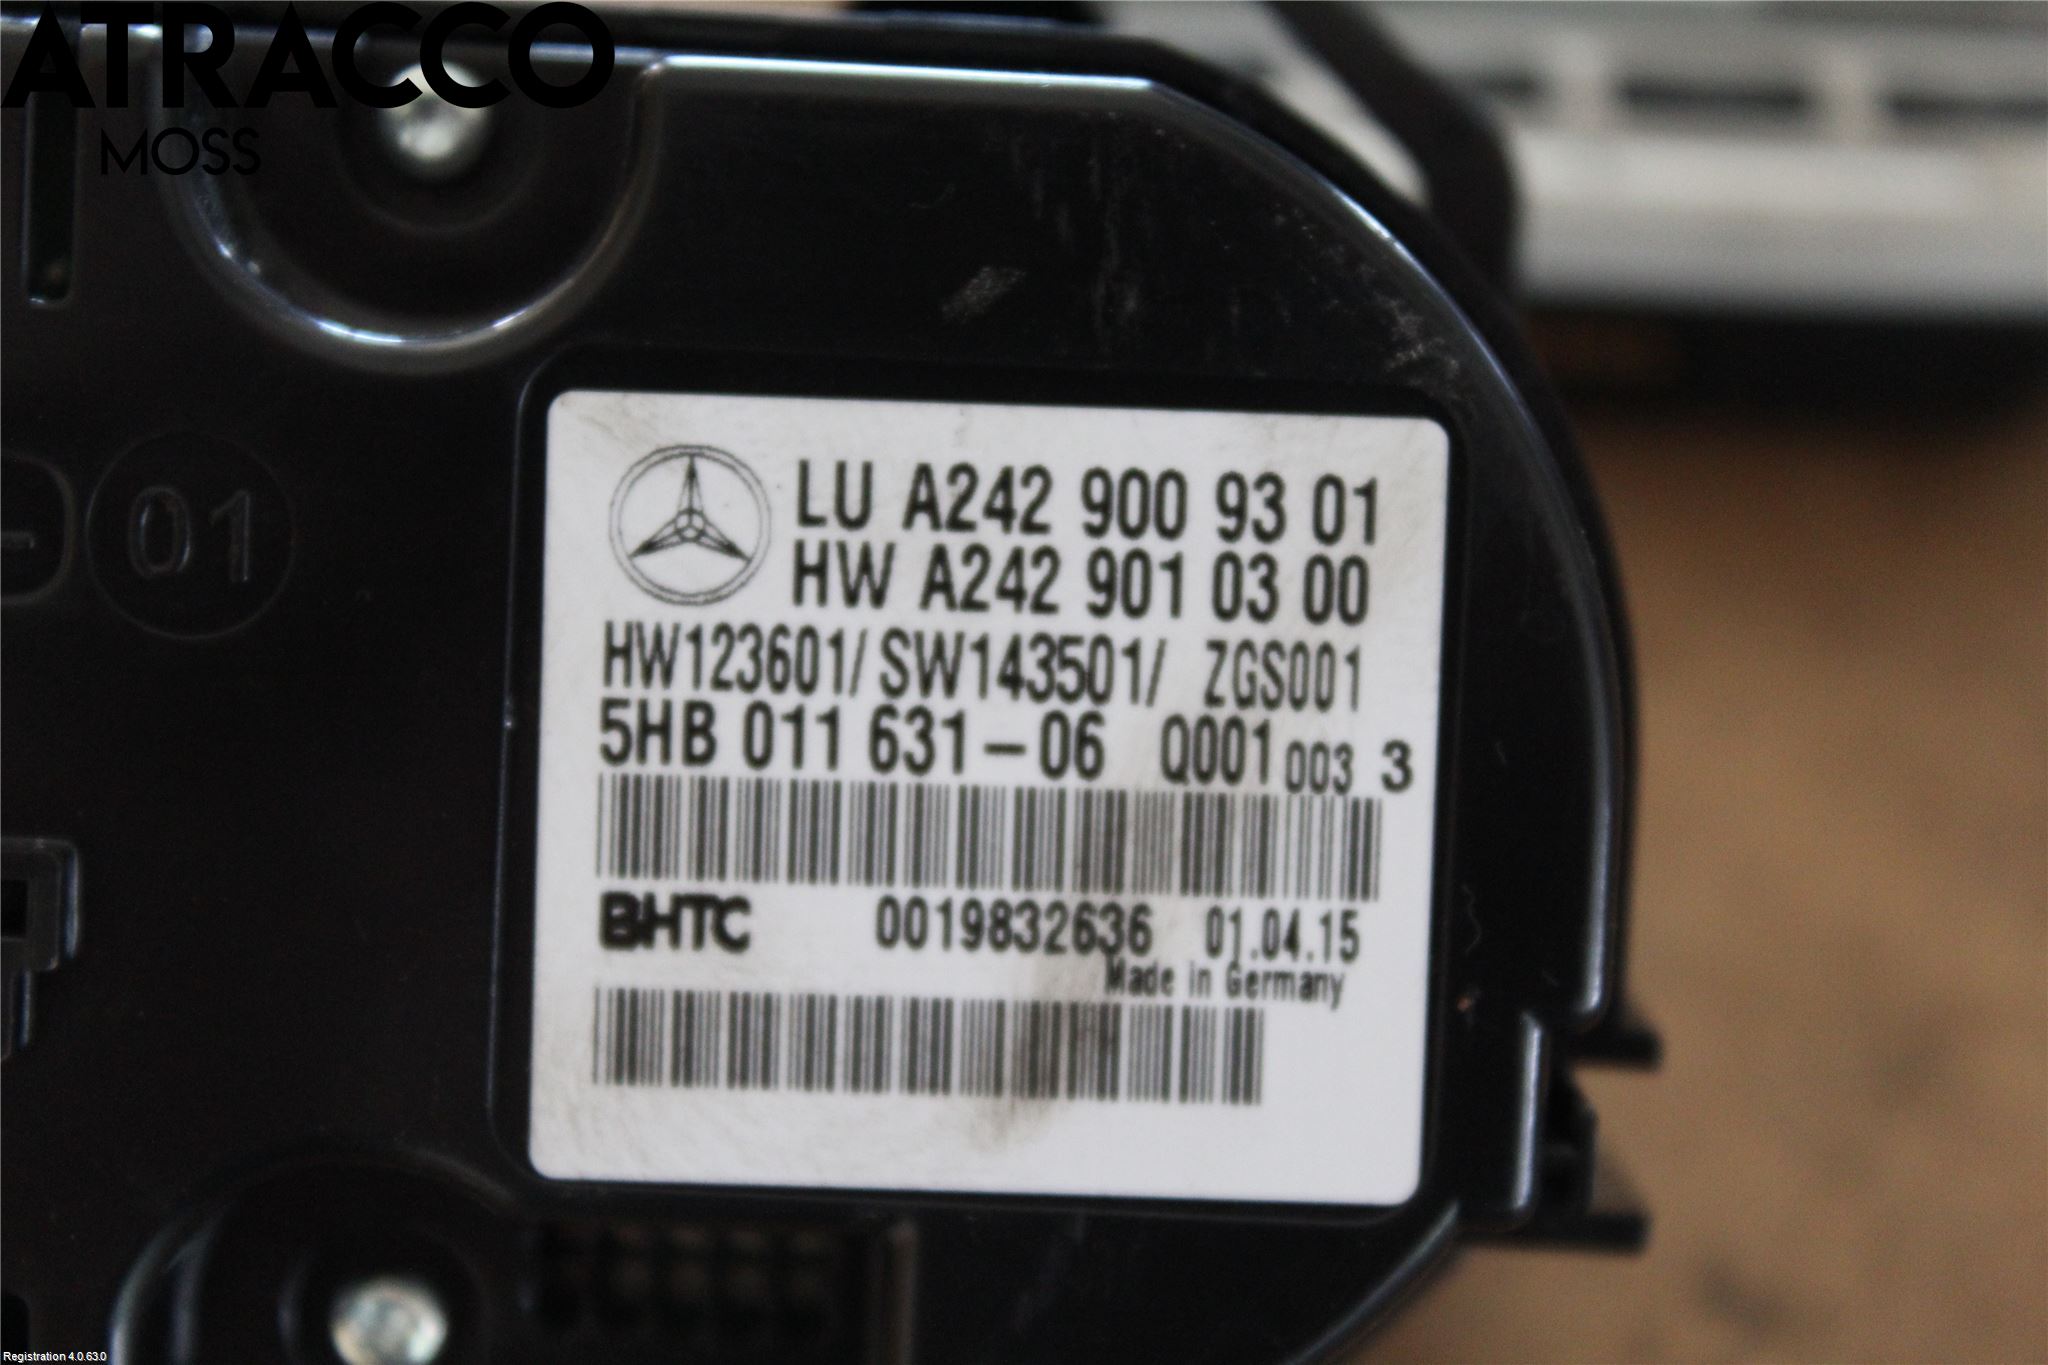 ATRACCO
MOSS
01
LU A242 900 93 01
HW A242 901 03 00
HW123601/ SW143501/ ZGS001
5HB 011 631-06 Q001 003 3
BHTC 0019832636 01.04.15
Made in Germany
Registration 4.0.63.0